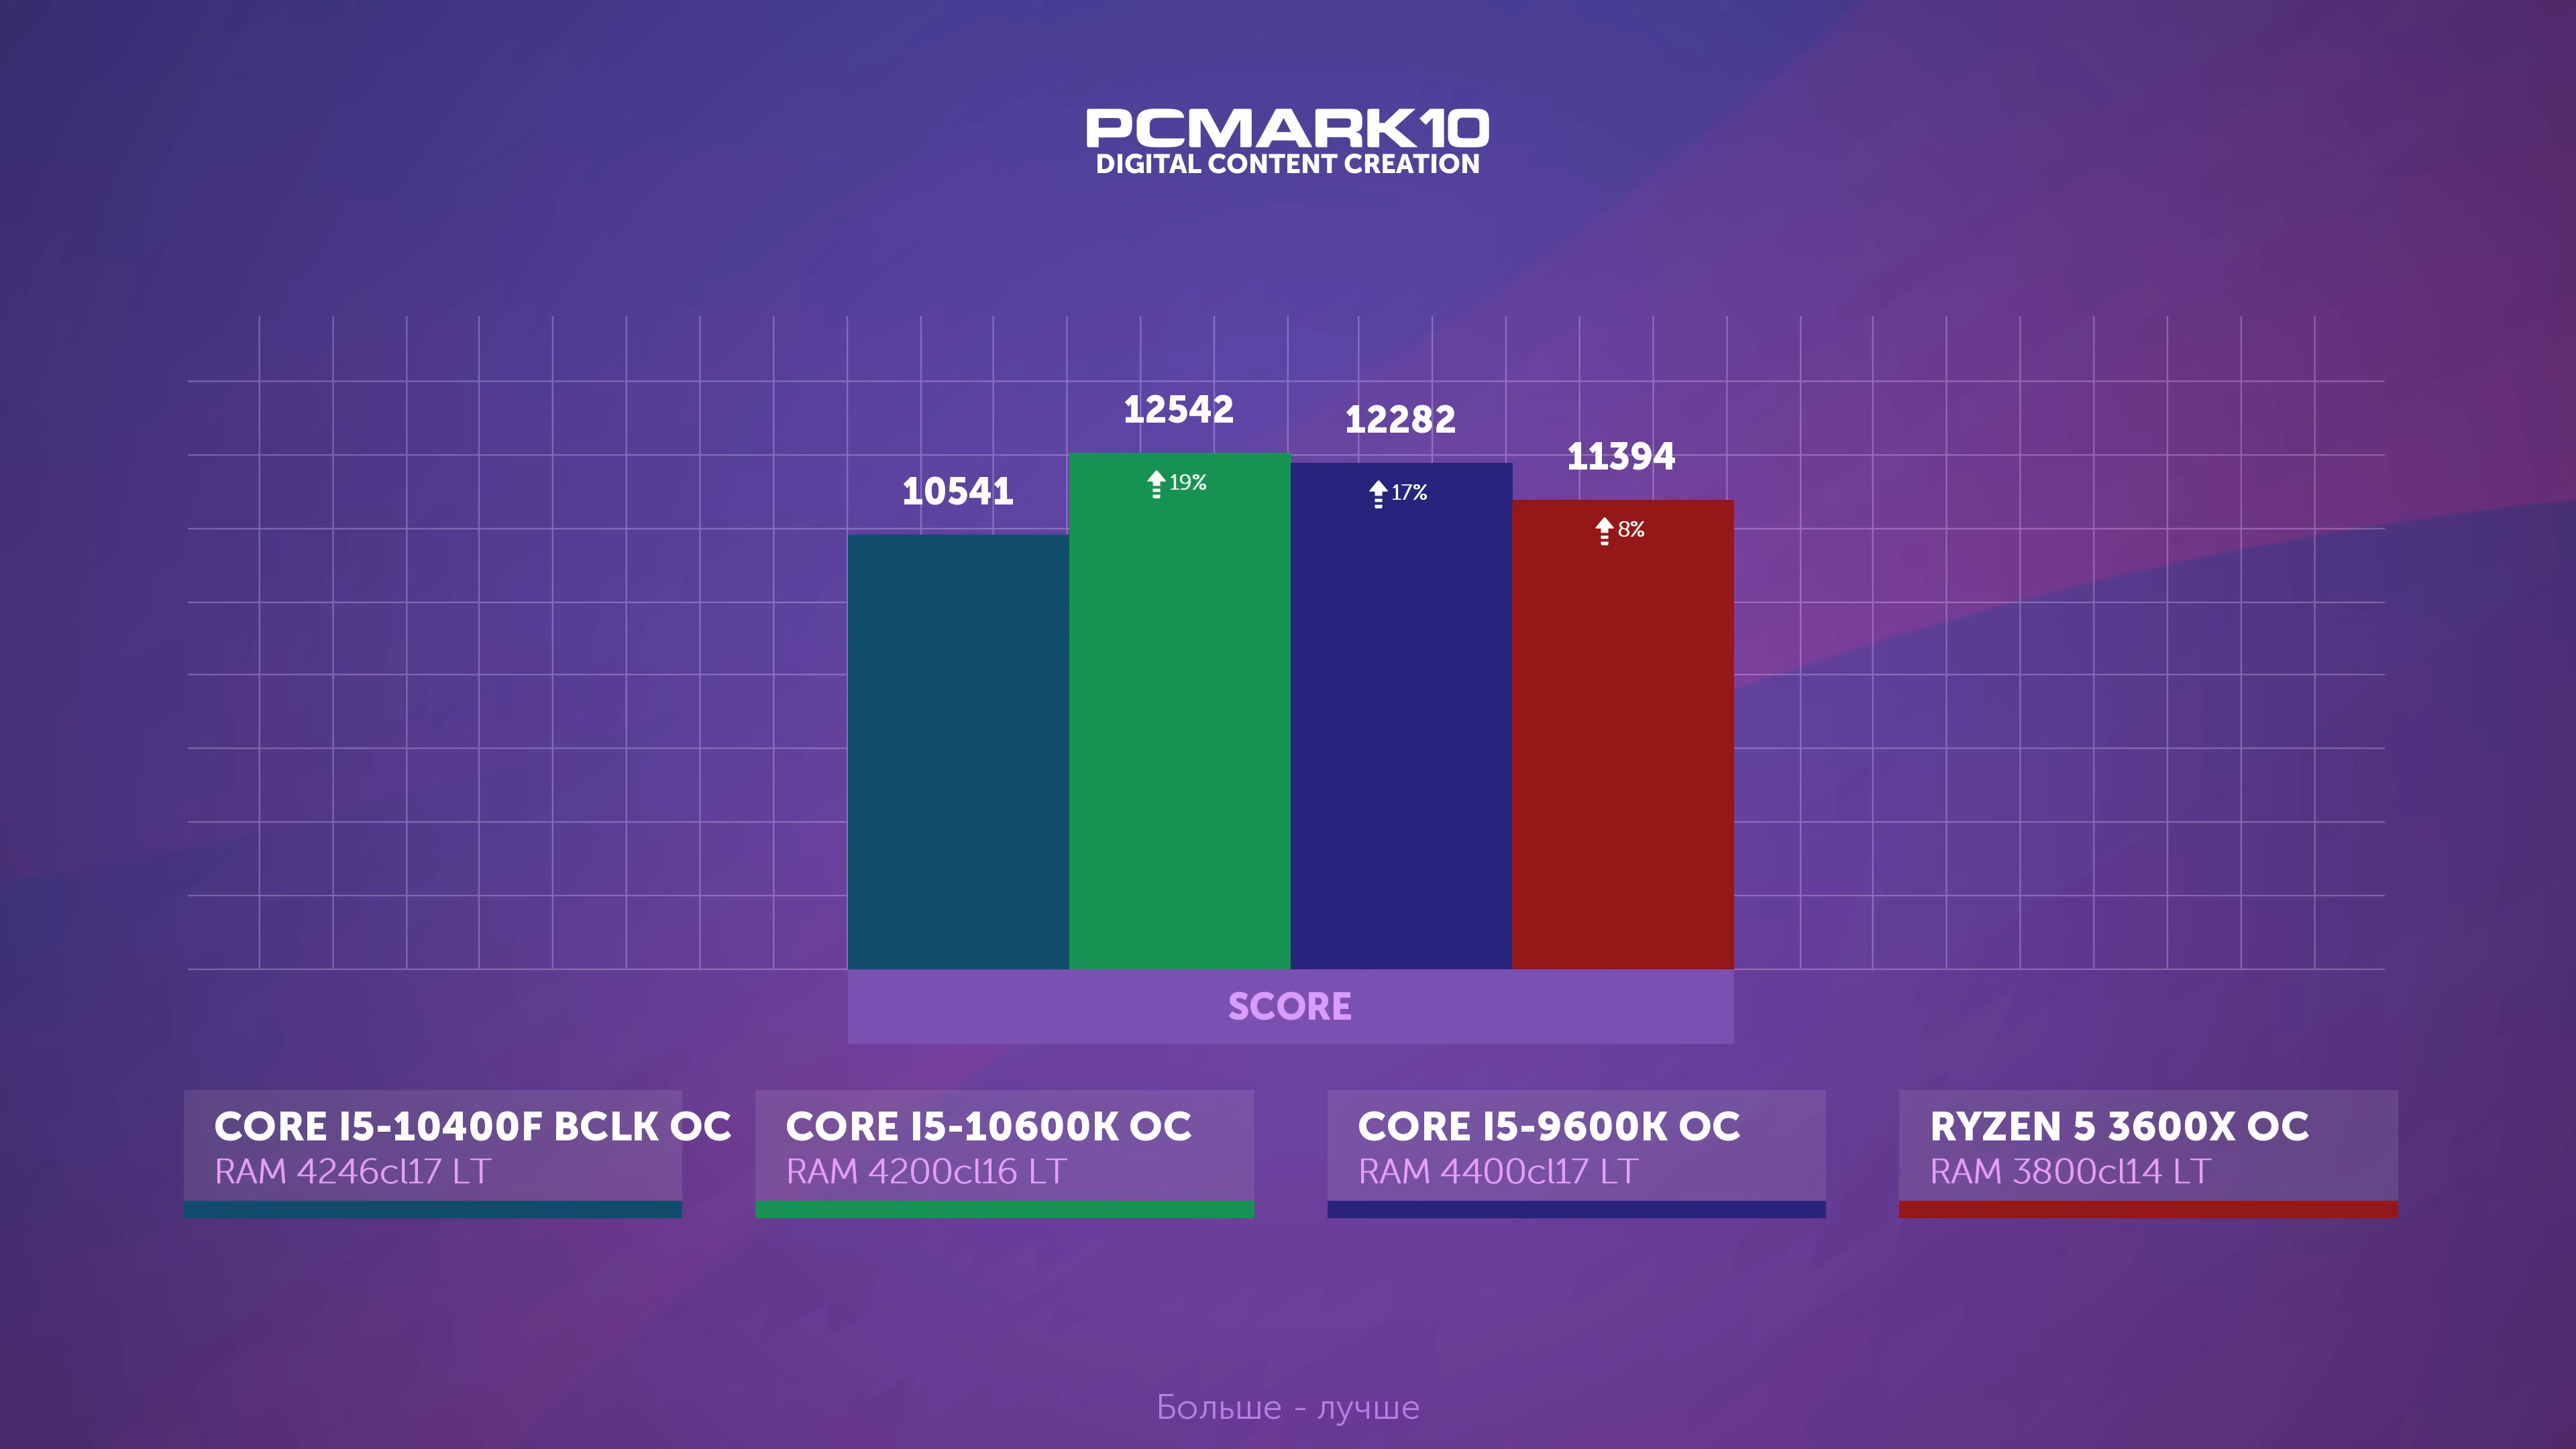 PCMARK10
DIGITAL CONTENT CREATION
10541
12542
12282
11394
19%
17%
8%
SCORE
CORE I5-10400F BCLK OC
RAM 4246cl17 LT
CORE I5-10600K OC
RAM 4200cl16 LT
CORE I5-9600K OC
RAM 4400cl17 LT
RYZEN 5 3600X OC
RAM 3800cl14 LT
Больше - лучше